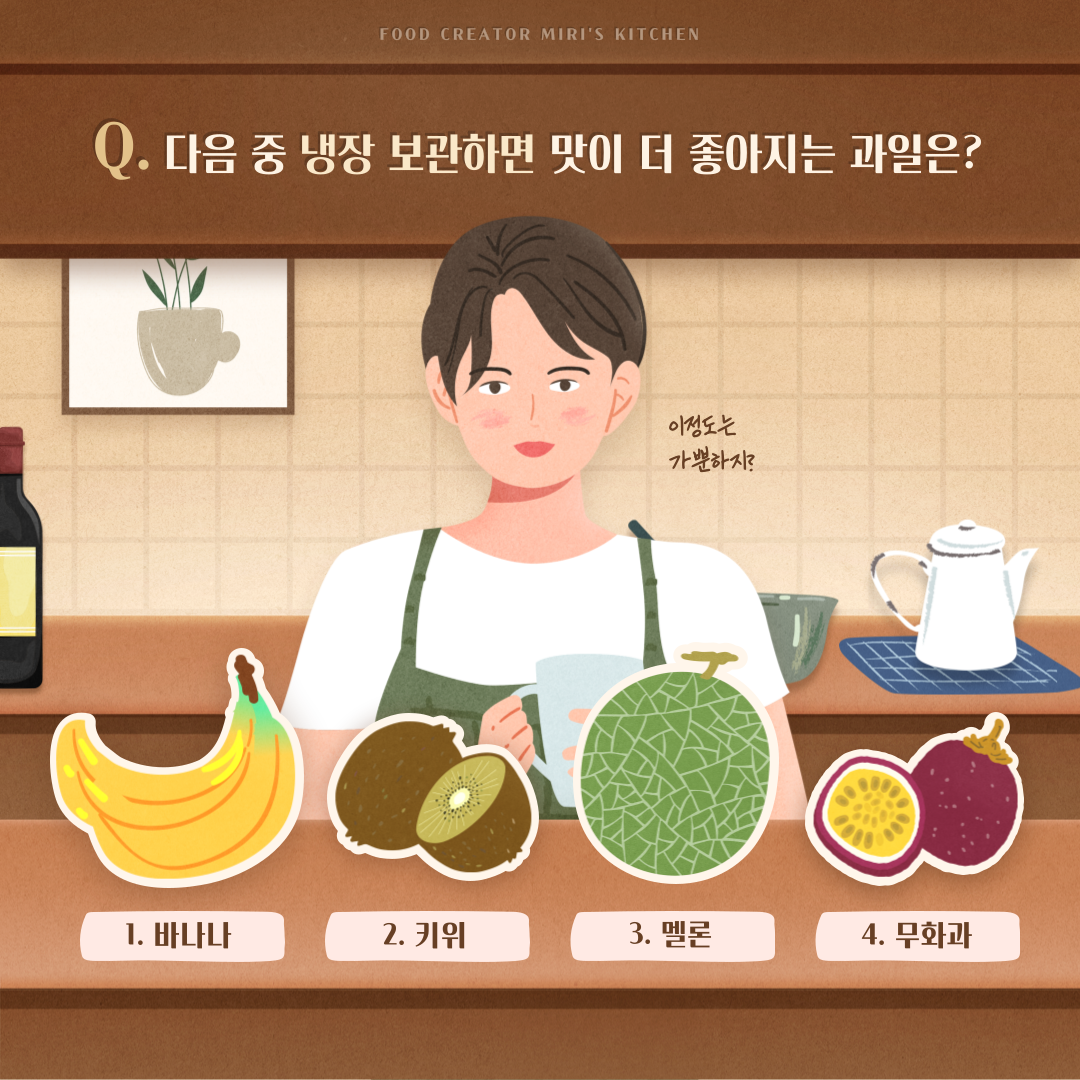 FOOD CREATOR MIRI'S KITCHEN
Q. 다음 중 냉장 보관하면 맛이 더 좋아지는 과일은?
이정도는
가뿐하지?
1. 바나나
2. 키위
3. 멜론
4. 무화과